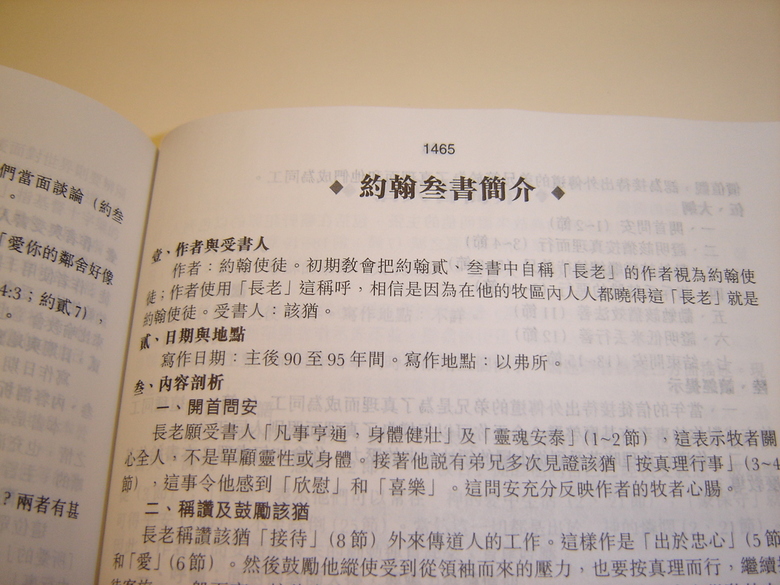 們當面談論（約叁
。
「愛你的鄰舍好像
4:3；約貳7），
。
？兩者有甚
1465
◆ 約翰叁書簡介 ◆
壹、作者與受書人
作者：約翰使徒。初期教會把約翰貳、叁書中自稱「長老」的作者視為約翰使
徒；作者使用「長老」這稱呼，相信是因為在他的牧區內人人都曉得這「長老」就是
約翰使徒。受書人：該猶。
貳、日期與地點
寫作日期：主後90至95年間。寫作地點：以弗所。
叁、內容剖析
一、開首問安
長老願受書人「凡事亨通，身體健壯」及「靈魂安泰」（1~2節），這表示牧者關
心全人，不是單顧靈性或身體。接著他説有弟兄多次見證該猶「按真理行事」（3~4
節），這事令他感到「欣慰」和「喜樂」。這問安充分反映作者的牧者心腸。
二、稱讚及鼓勵該猶
長老稱讚該猶「接待」（8節）外來傳道人的工作。這樣作是「出於忠心」（5節
和「愛」（6節）。然後鼓勵他縱使受到從領袖而來的壓力，也要按真理而行，繼續